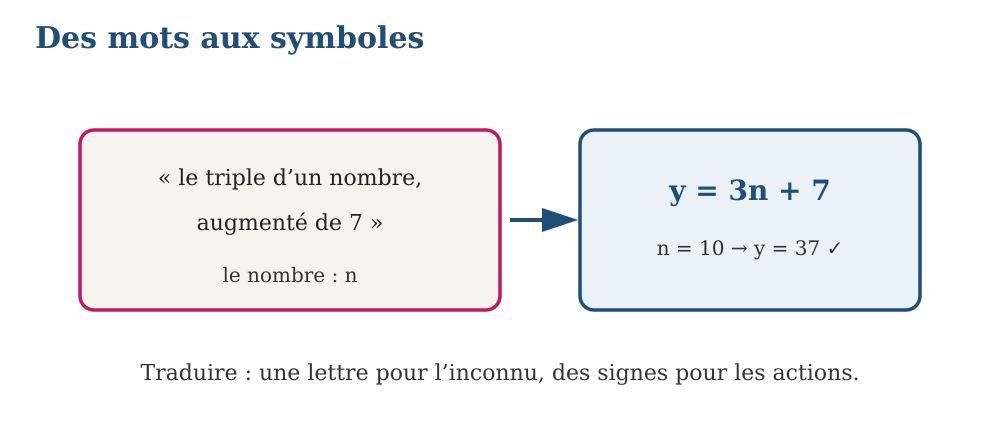 Des mots aux symboles
« le triple d’un nombre,
augmenté de 7 »
le nombre : n
y = 3n + 7
n = 10 → y = 37 ✓
Traduire : une lettre pour l’inconnu, des signes pour les actions.